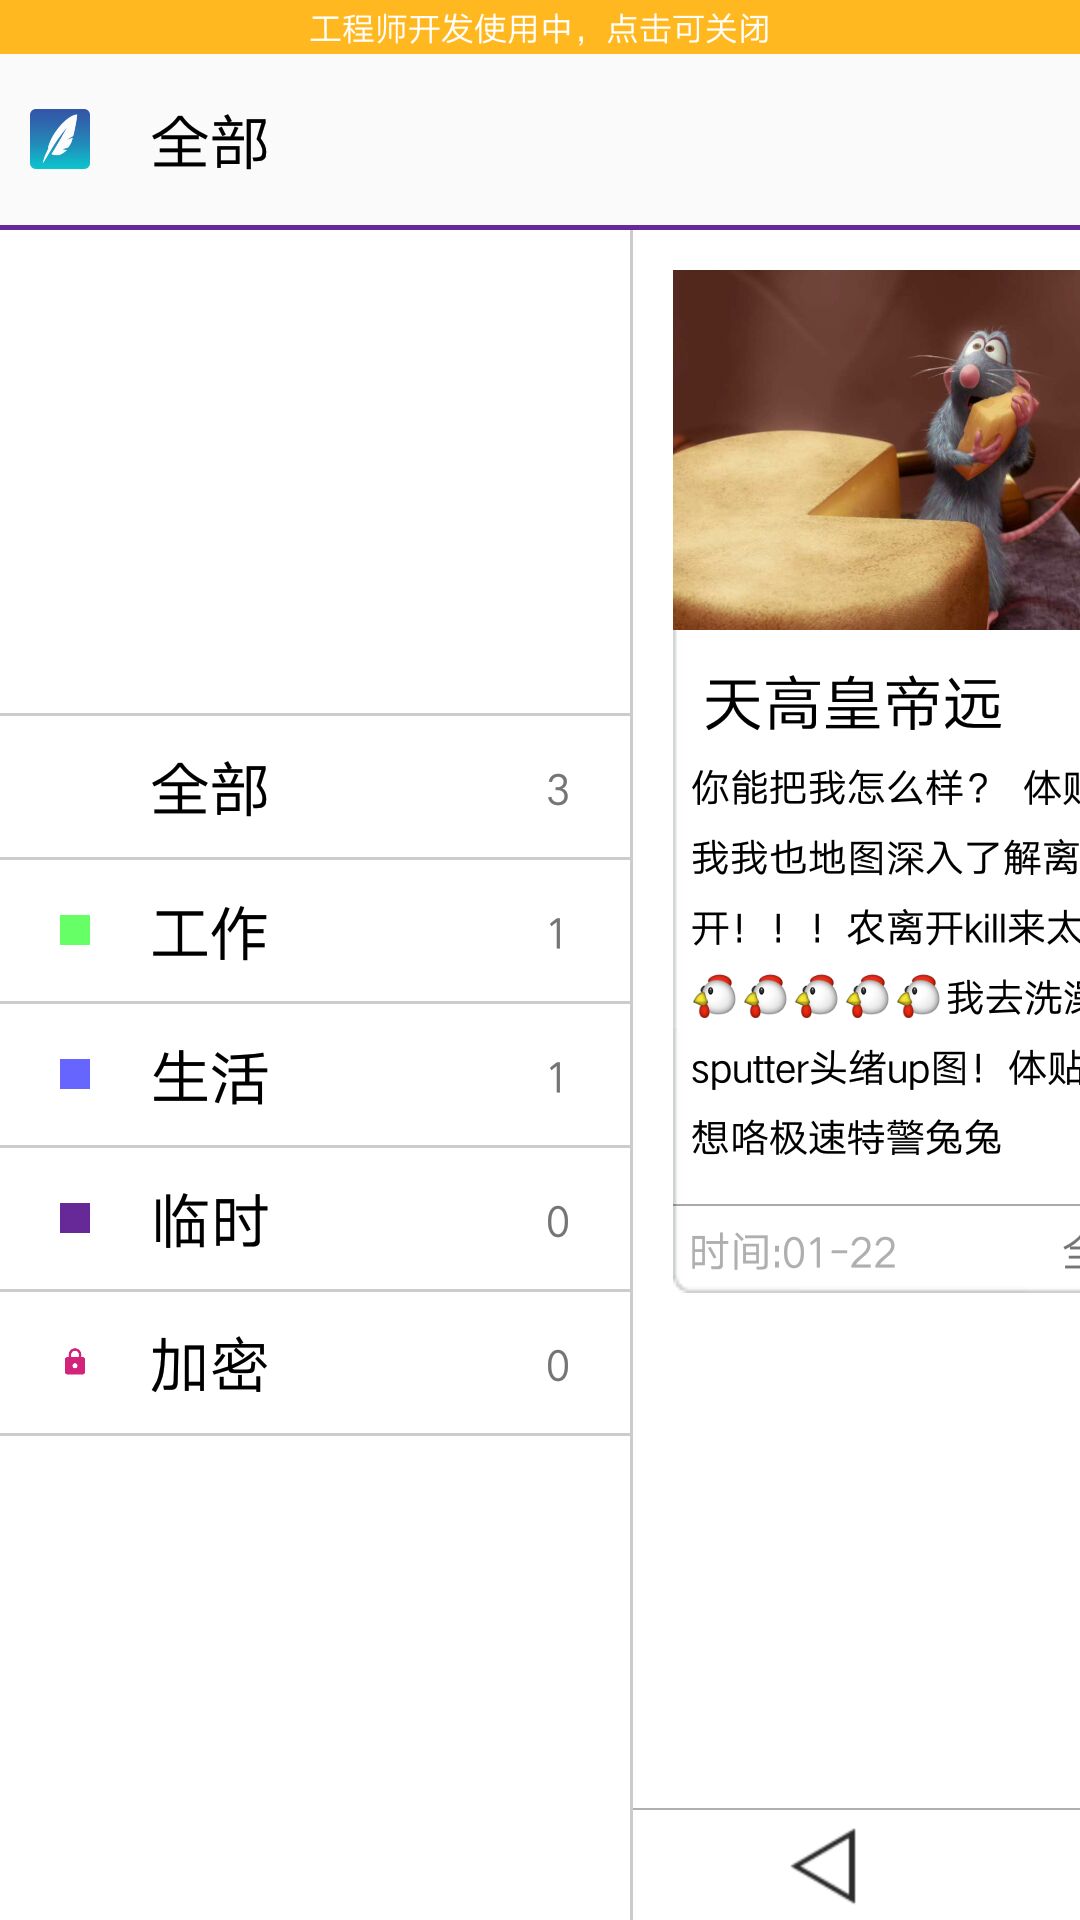 工程师开发使用中，点击可关闭
全部
全部 3
工作 1
生活 1
临时 0
加密 0
天高皇帝远
你能把我怎么样？ 体贴
我我也地图深入了解离
开！！！农离开kill来太
🐔🐔🐔🐔🐔我去洗澡
sputter头绪up图！体贴
想咯极速特警兔兔
时间:01-22